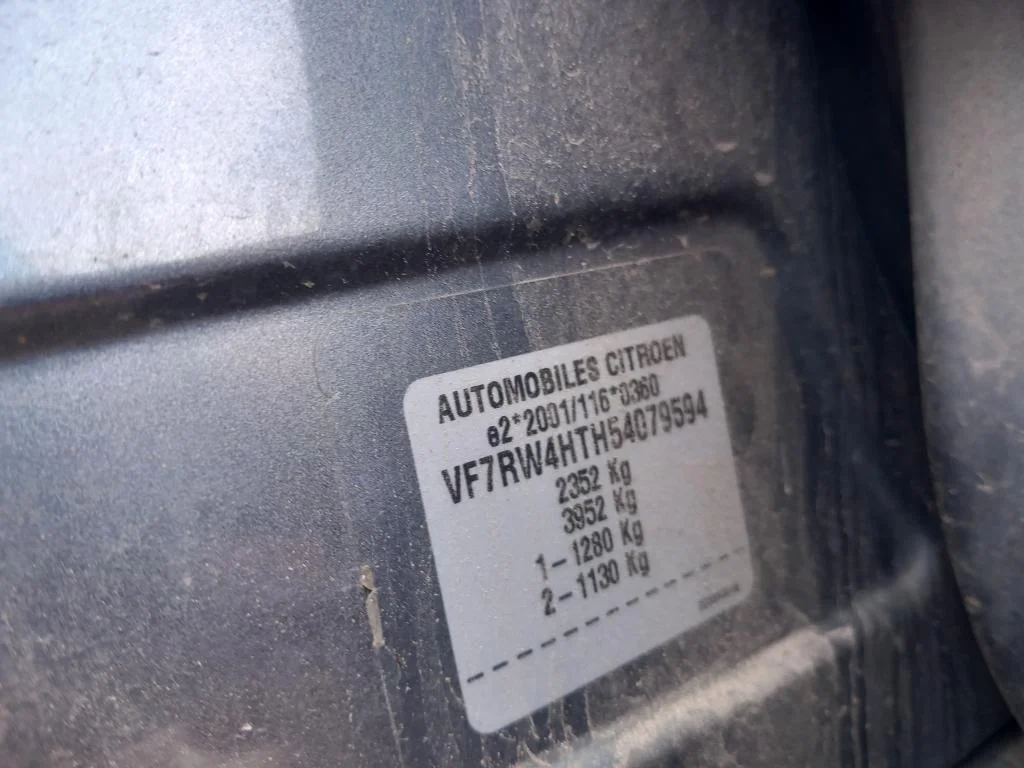 AUTOMOBILES CITROEN
e2*2001/116*0360
VF7RW4HTH54079594
2352 Kg
3952 Kg
1-1280 Kg
2-1130 Kg